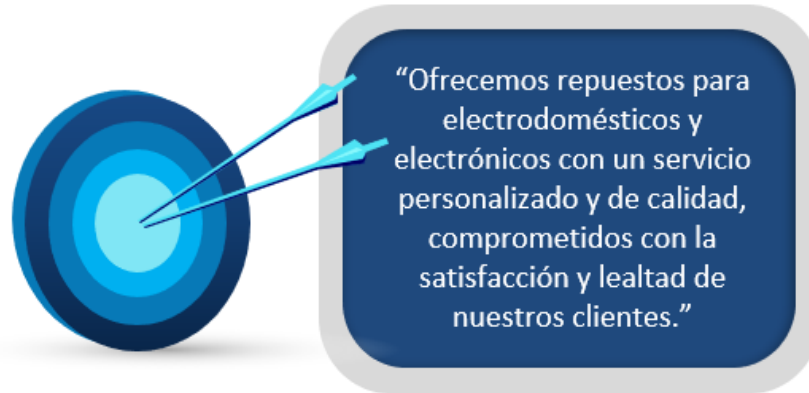 “Ofrecemos repuestos para
electrodomésticos y
electrónicos con un servicio
personalizado y de calidad,
comprometidos con la
satisfacción y lealtad de
nuestros clientes.”